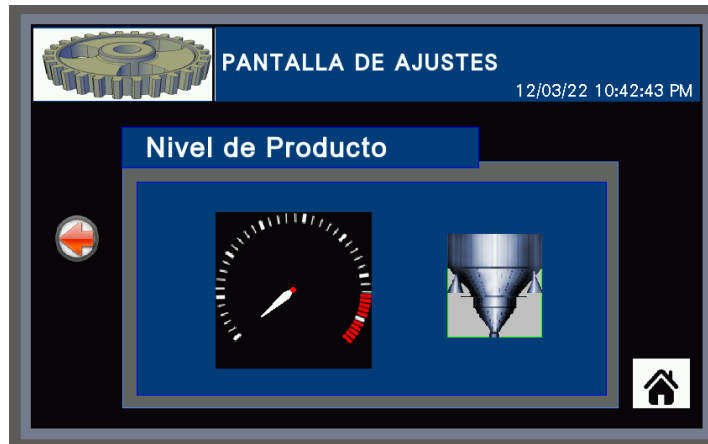 PANTALLA DE AJUSTES
12/03/22 10:42:43 PM
Nivel de Producto